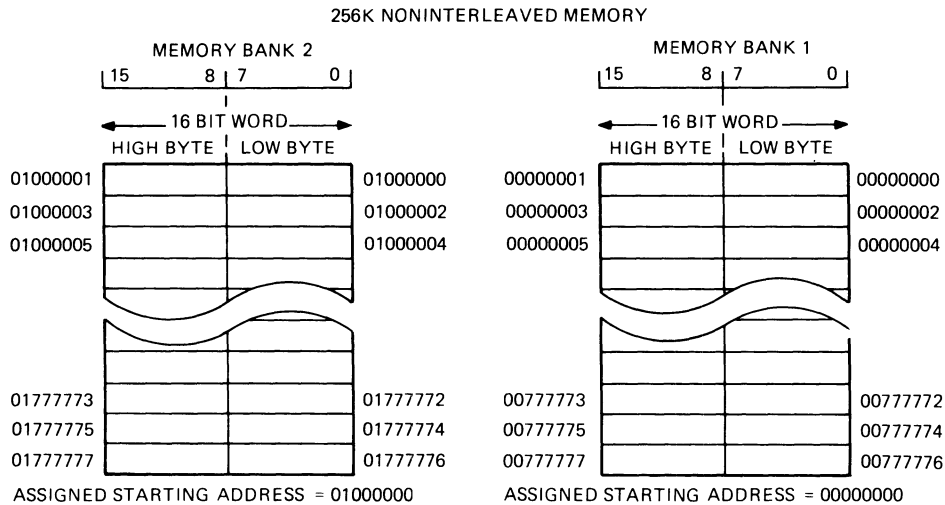 256K NONINTERLEAVED MEMORY
MEMORY BANK 2
15 8 7 0
16 BIT WORD
HIGH BYTE LOW BYTE
01000001 01000000
01000003 01000002
01000005 01000004
01777773 01777772
01777775 01777774
01777777 01777776
ASSIGNED STARTING ADDRESS = 01000000
MEMORY BANK 1
15 8 7 0
16 BIT WORD
HIGH BYTE LOW BYTE
00000001 00000000
00000003 00000002
00000005 00000004
00777773 00777772
00777775 00777774
00777777 00777776
ASSIGNED STARTING ADDRESS = 00000000